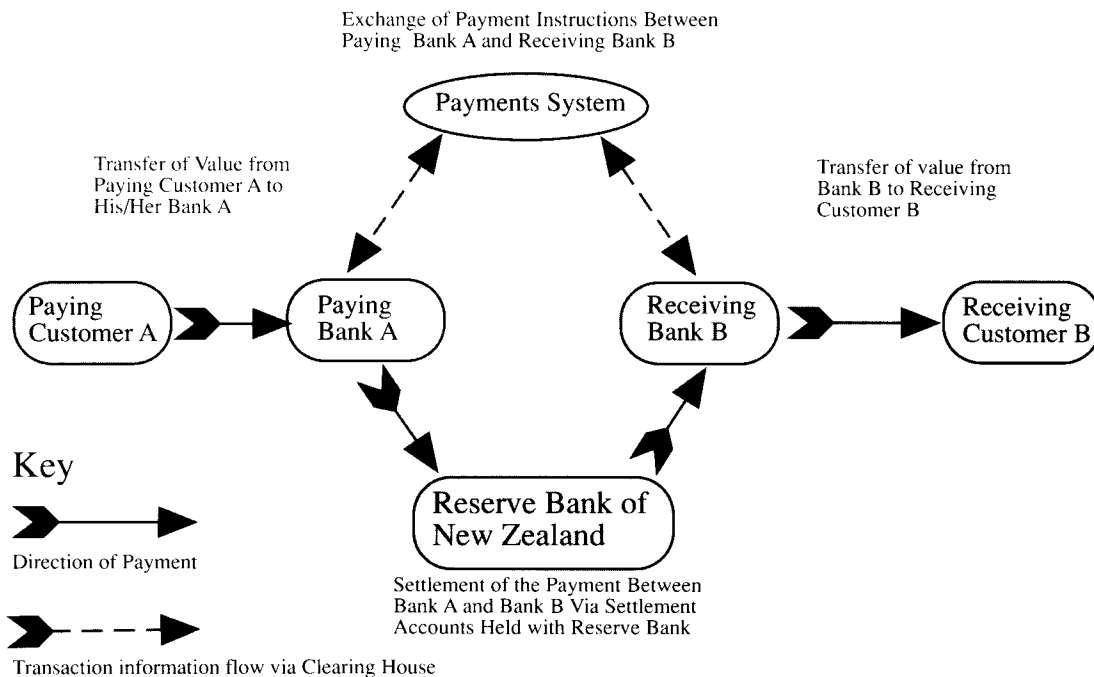 Exchange of Payment Instructions Between
Paying Bank A and Receiving Bank B
Payments System
Transfer of Value from
Paying Customer A to
His/Her Bank A
Transfer of value from
Bank B to Receiving
Customer B
Paying
Customer A
Paying
Bank A
Receiving
Bank B
Receiving
Customer B
Reserve Bank of
New Zealand
Settlement of the Payment Between
Bank A and Bank B Via Settlement
Accounts Held with Reserve Bank
Key
Direction of Payment
Transaction information flow via Clearing House